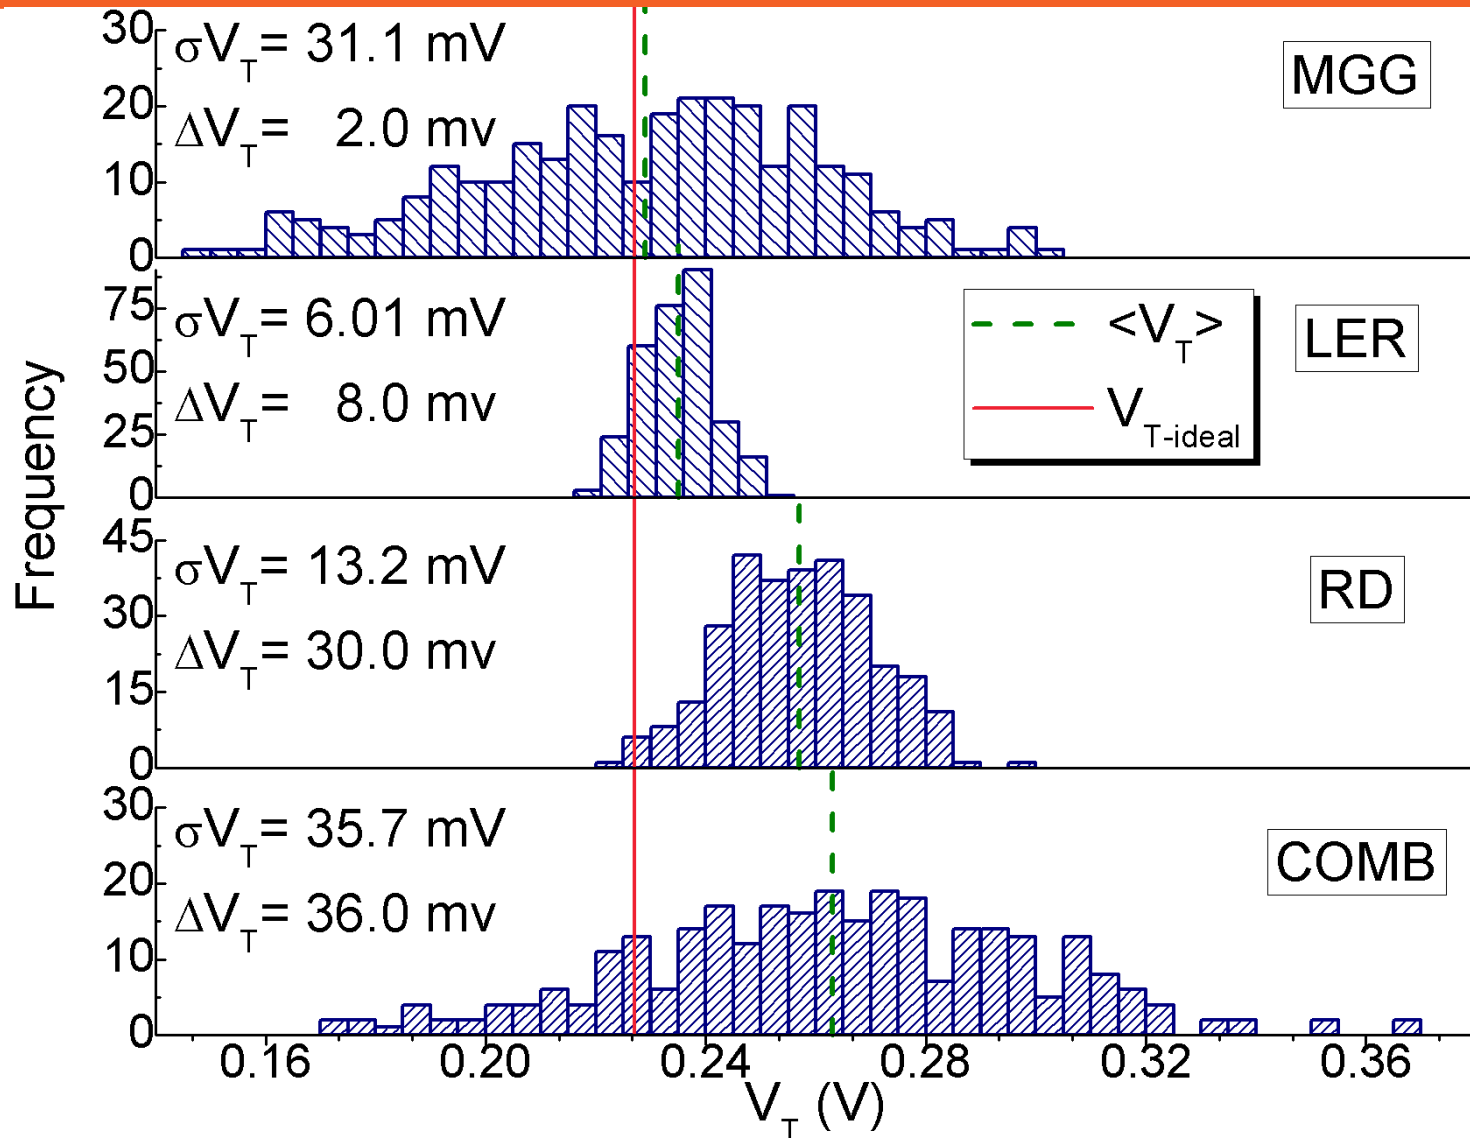 Frequency
30
20
10
0
σV_T= 31.1 mV
ΔV_T= 2.0 mv
MGG
75
50
25
0
σV_T= 6.01 mV
ΔV_T= 8.0 mv
<V_T>
V_T-ideal
LER
45
30
15
0
σV_T= 13.2 mV
ΔV_T= 30.0 mv
RD
30
20
10
0
σV_T= 35.7 mV
ΔV_T= 36.0 mv
COMB
0.16 0.20 0.24 0.28 0.32 0.36
V_T (V)